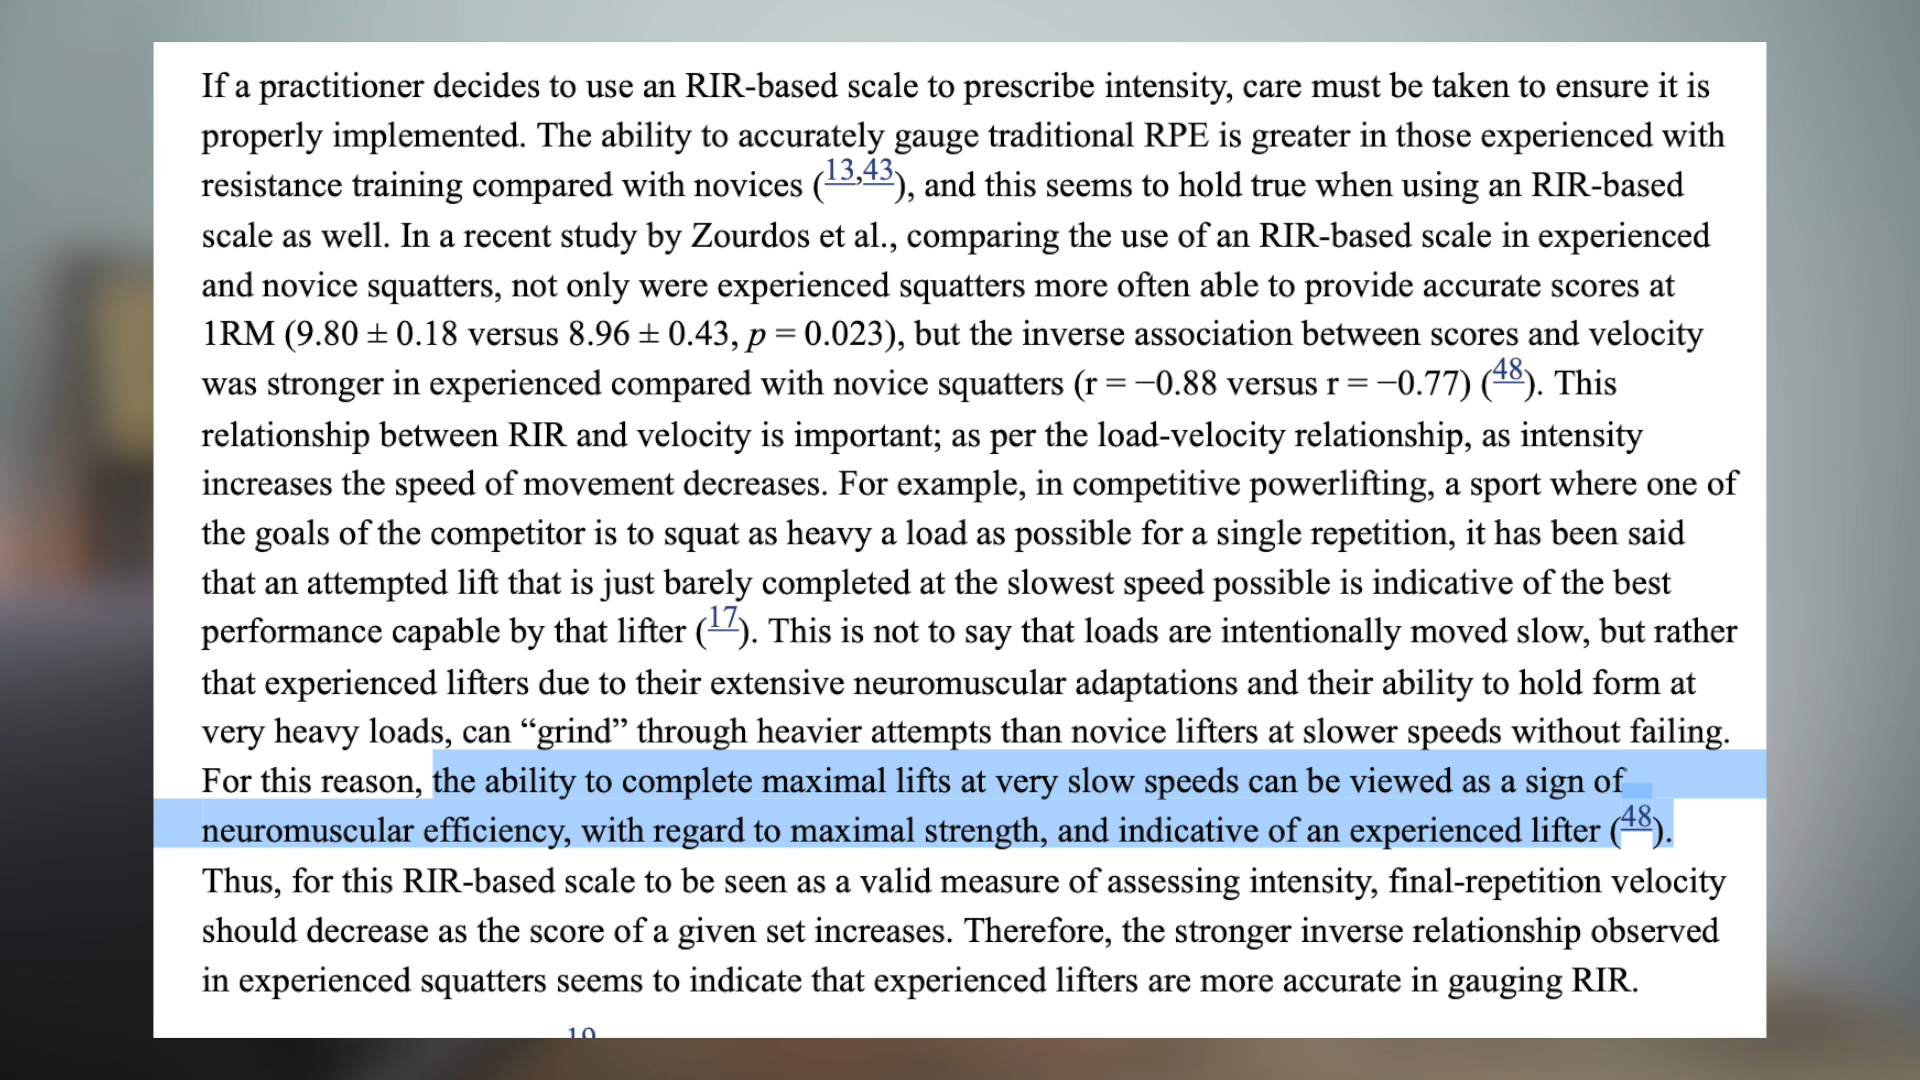 If a practitioner decides to use an RIR-based scale to prescribe intensity, care must be taken to ensure it is
properly implemented. The ability to accurately gauge traditional RPE is greater in those experienced with
resistance training compared with novices (13,43), and this seems to hold true when using an RIR-based
scale as well. In a recent study by Zourdos et al., comparing the use of an RIR-based scale in experienced
and novice squatters, not only were experienced squatters more often able to provide accurate scores at
1RM (9.80 ± 0.18 versus 8.96 ± 0.43, p = 0.023), but the inverse association between scores and velocity
was stronger in experienced compared with novice squatters (r = −0.88 versus r = −0.77) (48). This
relationship between RIR and velocity is important; as per the load-velocity relationship, as intensity
increases the speed of movement decreases. For example, in competitive powerlifting, a sport where one of
the goals of the competitor is to squat as heavy a load as possible for a single repetition, it has been said
that an attempted lift that is just barely completed at the slowest speed possible is indicative of the best
performance capable by that lifter (17). This is not to say that loads are intentionally moved slow, but rather
that experienced lifters due to their extensive neuromuscular adaptations and their ability to hold form at
very heavy loads, can “grind” through heavier attempts than novice lifters at slower speeds without failing.
For this reason, the ability to complete maximal lifts at very slow speeds can be viewed as a sign of
neuromuscular efficiency, with regard to maximal strength, and indicative of an experienced lifter (48).
Thus, for this RIR-based scale to be seen as a valid measure of assessing intensity, final-repetition velocity
should decrease as the score of a given set increases. Therefore, the stronger inverse relationship observed
in experienced squatters seems to indicate that experienced lifters are more accurate in gauging RIR.